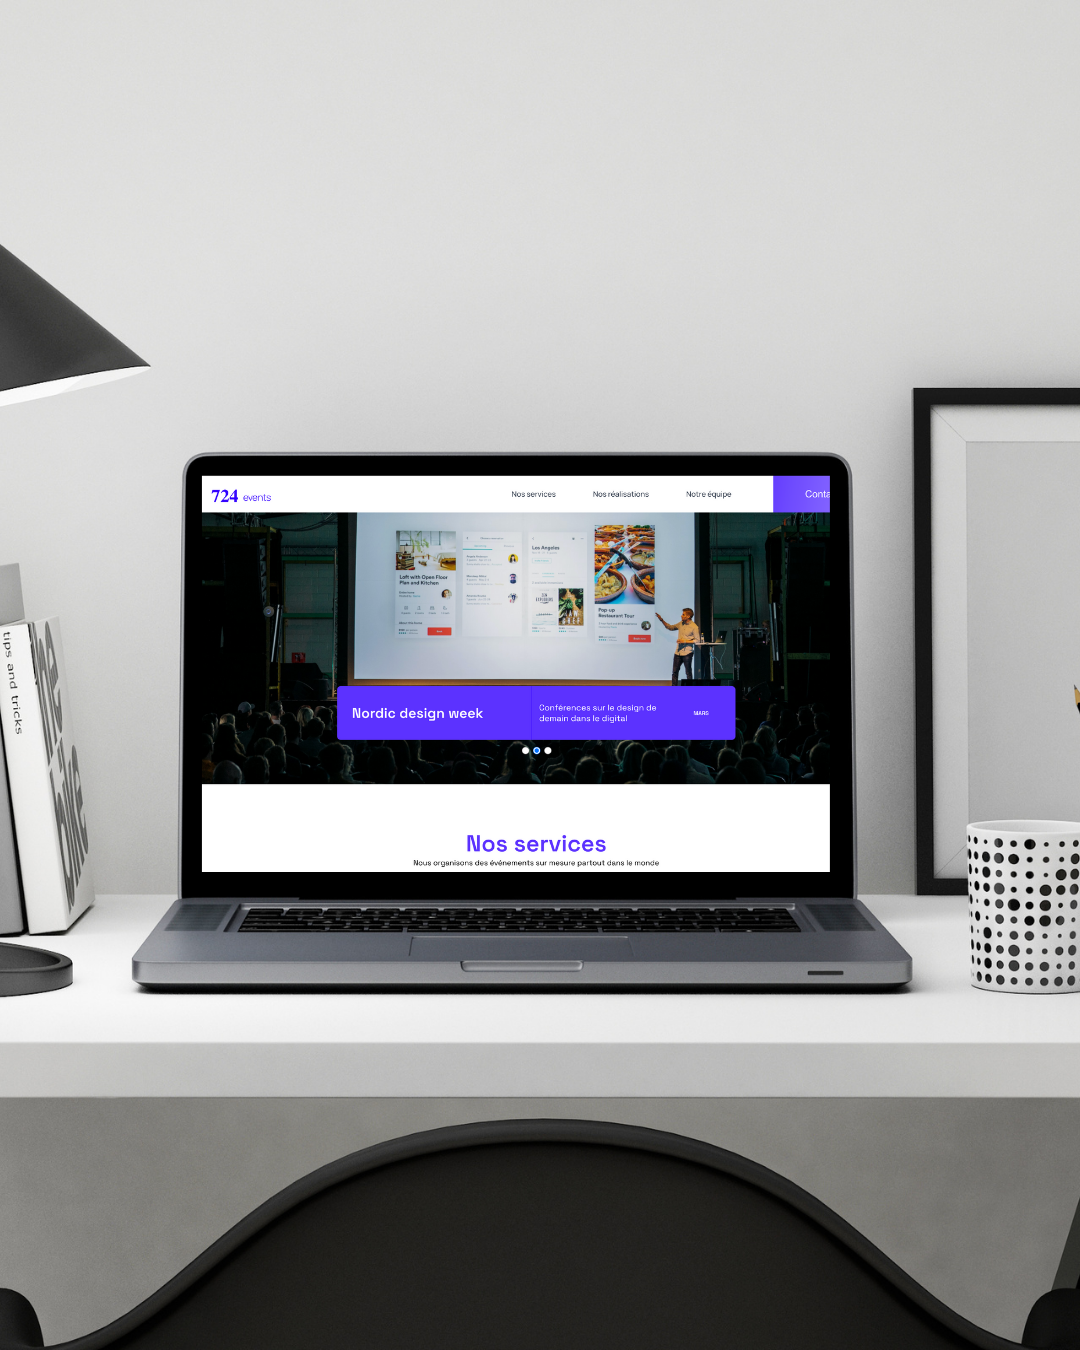 724 events
Nos services
Nos réalisations
Notre équipe
Conta
Loft with Open Floor
Plan and Kitchen
Los Angeles
Pop-up
Restaurant Tour
Nordic design week
Conférences sur le design de
demain dans le digital
MARS
Nos services
Nous organisons des événements sur mesure partout dans le monde
tips and tricks